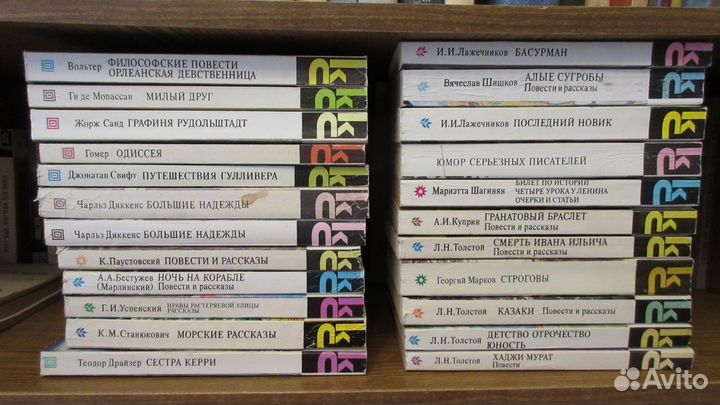 Вольтер ФИЛОСОФСКИЕ ПОВЕСТИ
ОРЛЕАНСКАЯ ДЕВСТВЕННИЦА
Ги де Мопассан МИЛЫЙ ДРУГ
Жорж Санд ГРАФИНЯ РУДОЛЬШТАДТ
Гомер ОДИССЕЯ
Джонатан Свифт ПУТЕШЕСТВИЯ ГУЛЛИВЕРА
Чарльз Диккенс БОЛЬШИЕ НАДЕЖДЫ
Чарльз Диккенс БОЛЬШИЕ НАДЕЖДЫ
К.Паустовский ПОВЕСТИ И РАССКАЗЫ
А.А.Бестужев НОЧЬ НА КОРАБЛЕ
(Марлинский) Повести и рассказы
Г.И.Успенский НРАВЫ РАСТЕРЯЕВОЙ УЛИЦЫ
РАССКАЗЫ
К.М.Станюкович МОРСКИЕ РАССКАЗЫ
Теодор Драйзер СЕСТРА КЕРРИ
И.И.Лажечников БАСУРМАН
Вячеслав Шишков АЛЫЕ СУГРОБЫ
Повести и рассказы
И.И.Лажечников ПОСЛЕДНИЙ НОВИК
ЮМОР СЕРЬЕЗНЫХ ПИСАТЕЛЕЙ
Мариэтта Шагинян БИЛЕТ ПО ИСТОРИИ
ЧЕТЫРЕ УРОКА У ЛЕНИНА
ОЧЕРКИ И СТАТЬИ
А.И.Куприн ГРАНАТОВЫЙ БРАСЛЕТ
Повести и рассказы
Л.Н.Толстой СМЕРТЬ ИВАНА ИЛЬИЧА
Повести и рассказы
Георгий Марков СТРОГОВЫ
Л.Н.Толстой КАЗАКИ Повести и рассказы
Л.Н.Толстой ДЕТСТВО ОТРОЧЕСТВО
ЮНОСТЬ
Л.Н.Толстой ХАДЖИ-МУРАТ
Повести
Avito